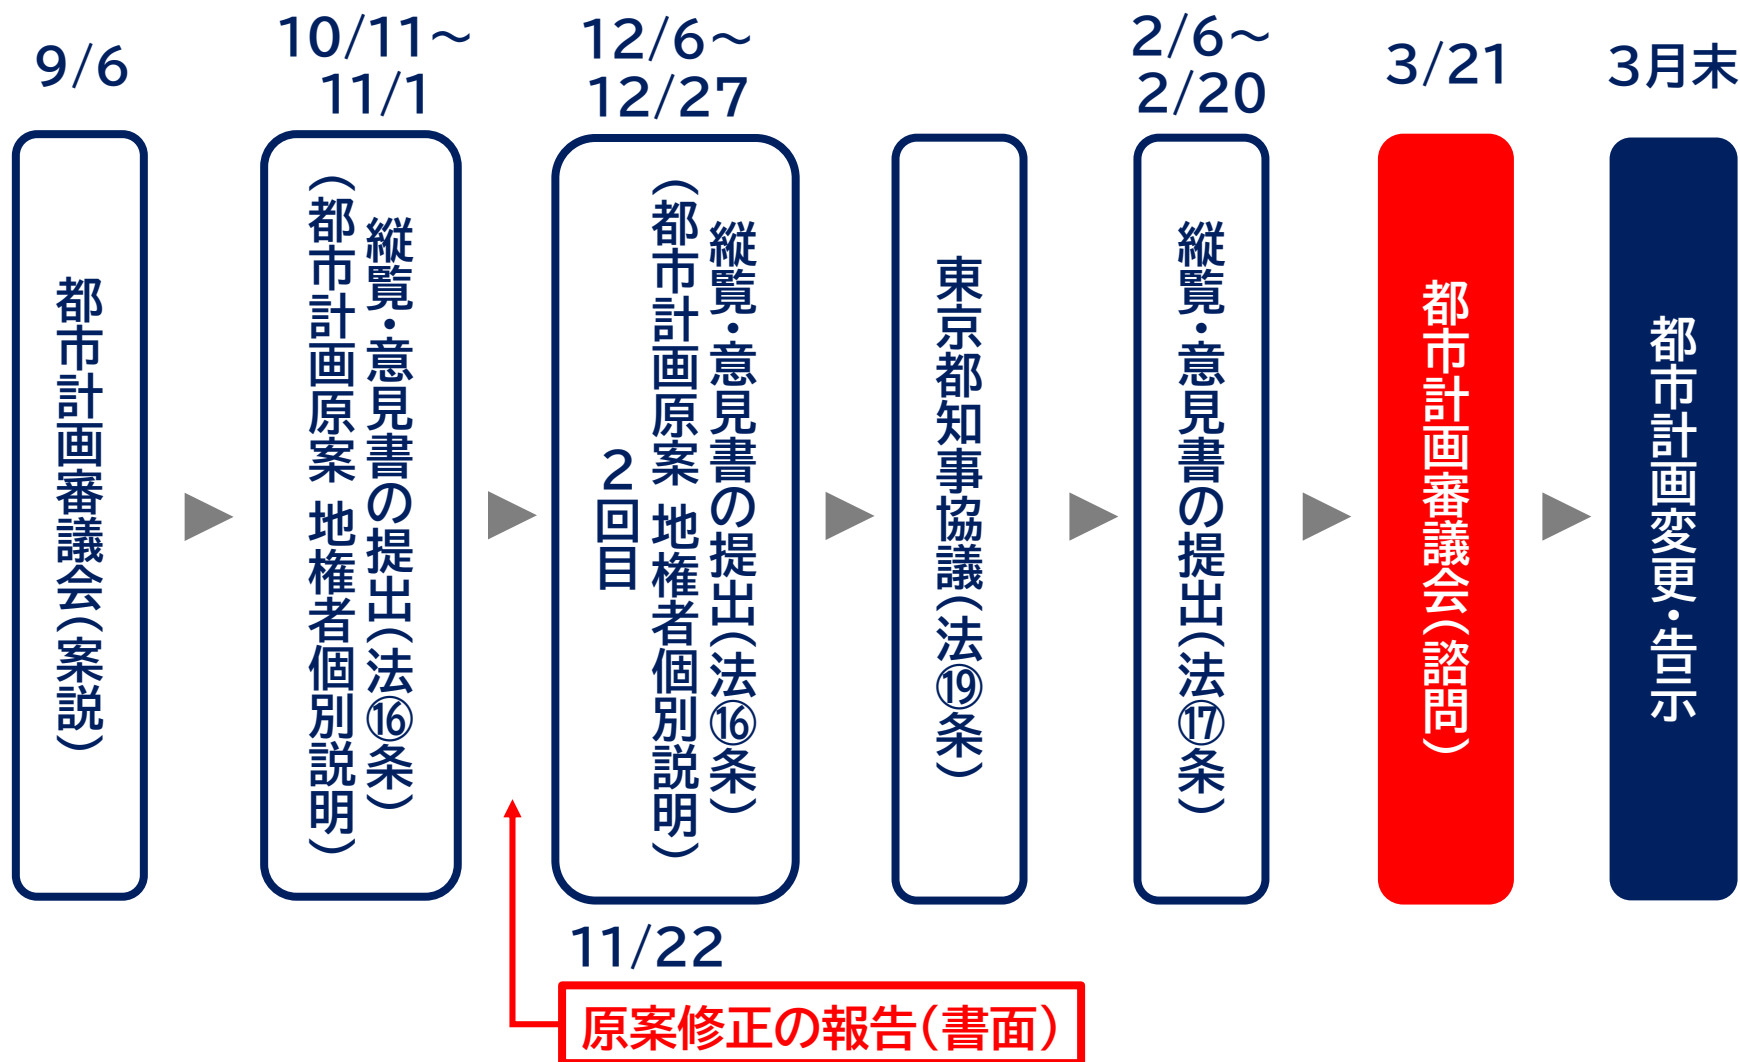 9/6
都市計画審議会（案説）
10/11～
11/1
縦覧・意見書の提出（法⑯条）
（都市計画原案 地権者個別説明）
12/6～
12/27
縦覧・意見書の提出（法⑯条）
（都市計画原案 地権者個別説明）
2回目
11/22
原案修正の報告（書面）
東京都知事協議（法⑲条）
2/6～
2/20
縦覧・意見書の提出（法⑰条）
3/21
都市計画審議会（諮問）
3月末
都市計画変更・告示